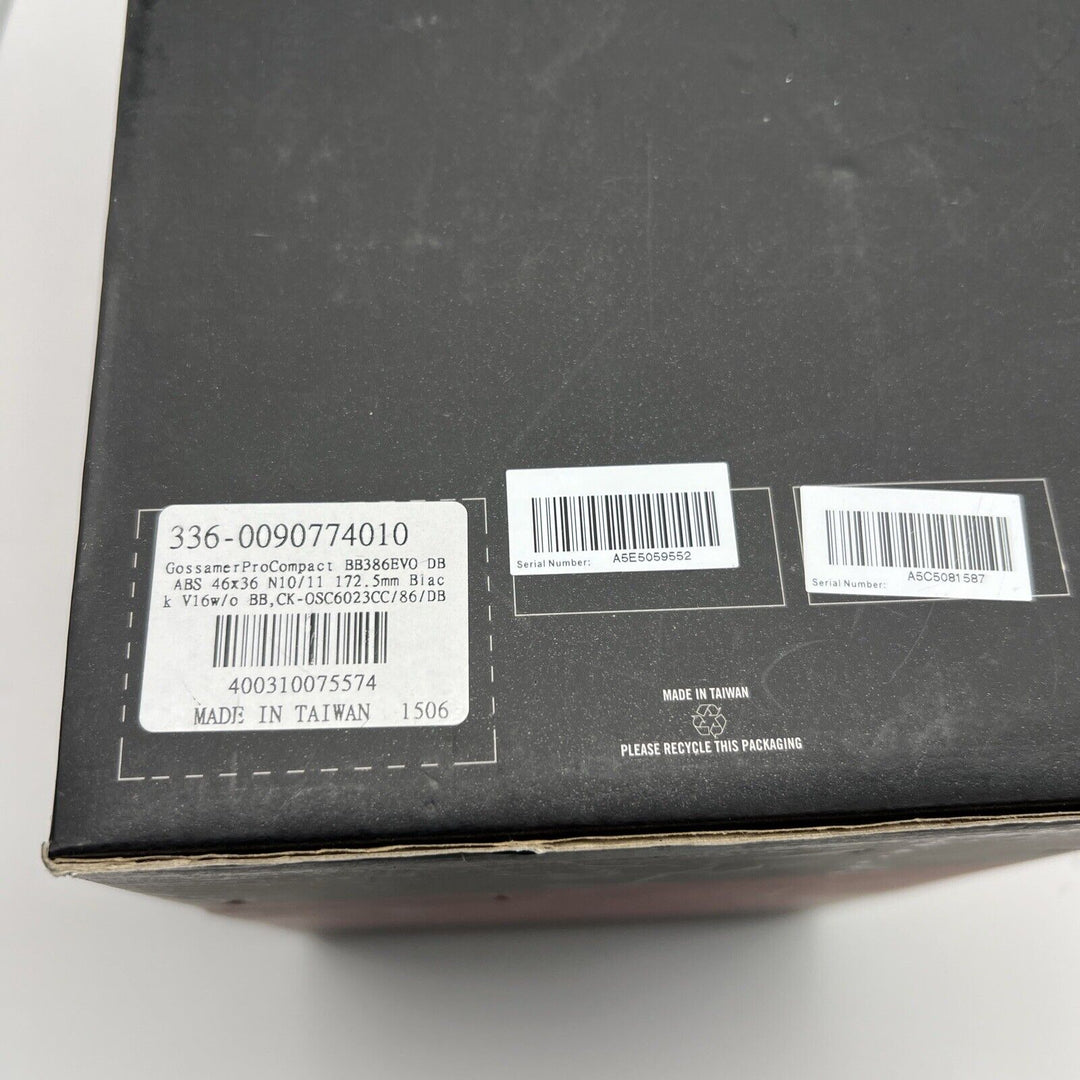 336-0090774010
GossamerProCompact BB386EVO DB
ABS 46x36 N10/11 172.5mm Blac
k V16w/o BB,CK-OSC6023CC/86/DB
400310075574
MADE IN TAIWAN 1506
A5E5059552
Serial Number:
A5C5081587
Serial Number:
MADE IN TAIWAN
PLEASE RECYCLE THIS PACKAGING